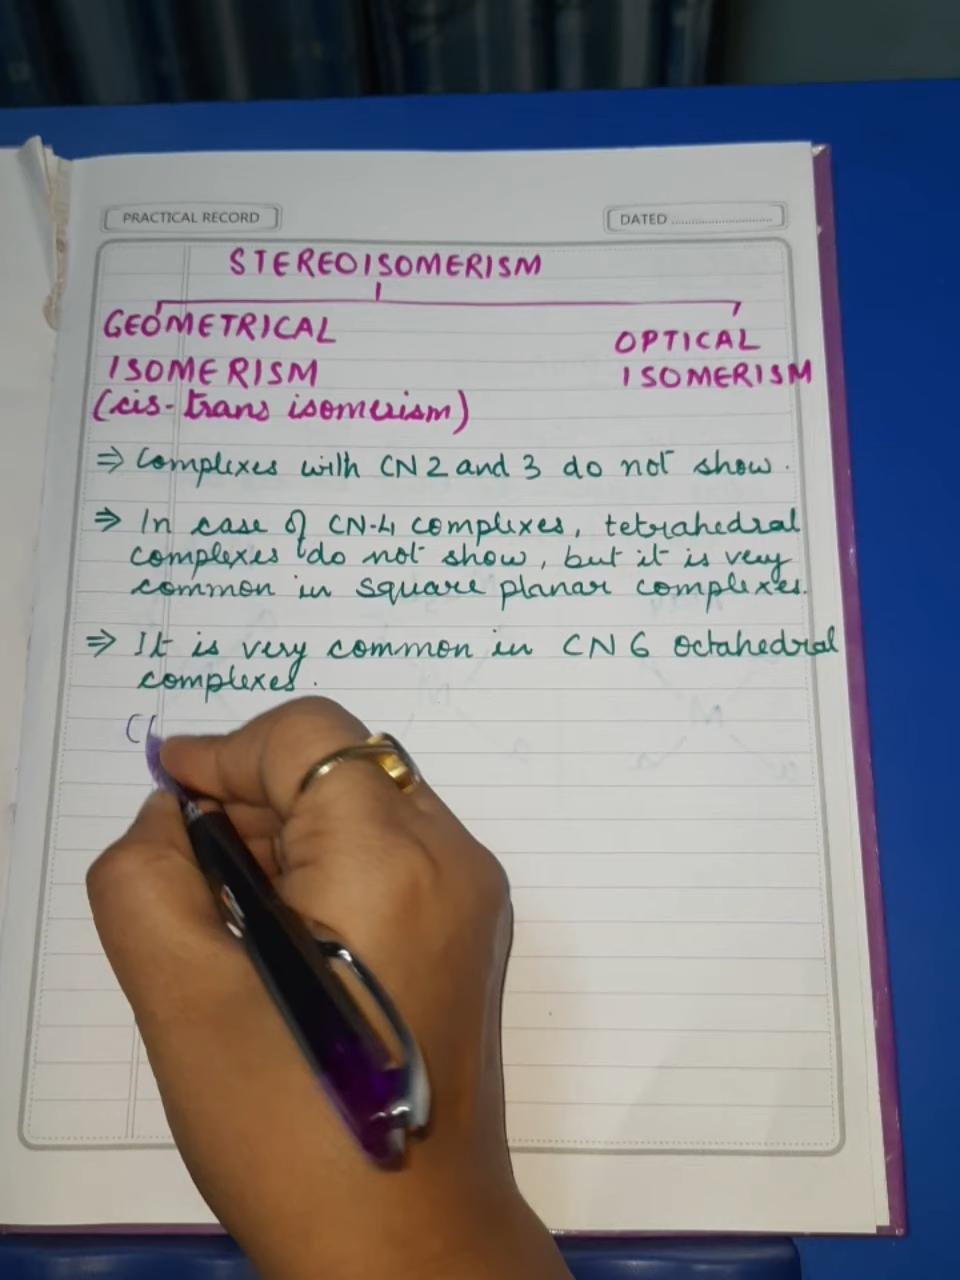 PRACTICAL RECORD
DATED ..............................
STEREOISOMERISM
GEOMETRICAL
ISOMERISM
(cis-trans isomerism)
OPTICAL
ISOMERISM
⇒ Complexes with CN 2 and 3 do not show.
⇒ In case of CN-4 complexes, tetrahedral
complexes do not show, but it is very
common in square planar complexes.
⇒ It is very common in CN 6 octahedral
complexes.